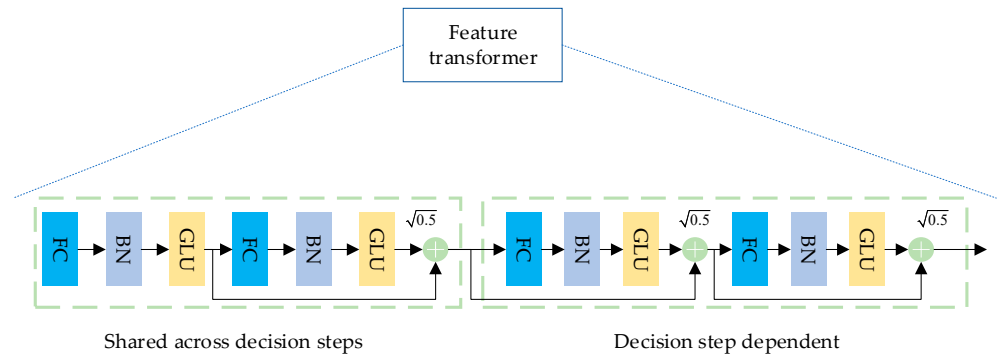 Feature
transformer
√0.5
√0.5
√0.5
FC
BN
GLU
FC
BN
GLU
FC
BN
GLU
FC
BN
GLU
Shared across decision steps
Decision step dependent